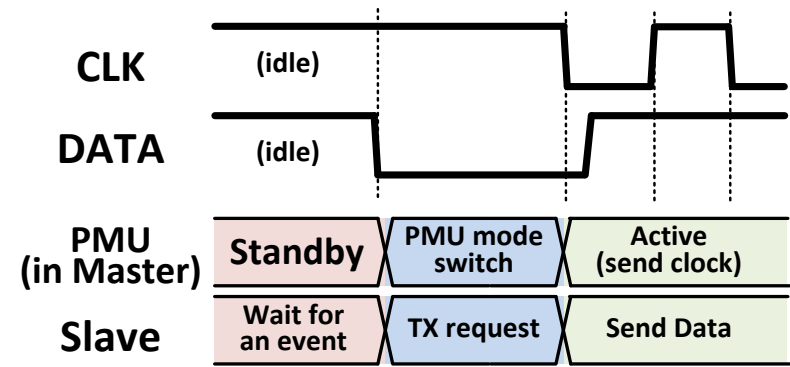 CLK
(idle)
DATA
(idle)
PMU
(in Master)
Standby
PMU mode
switch
Active
(send clock)
Slave
Wait for
an event
TX request
Send Data